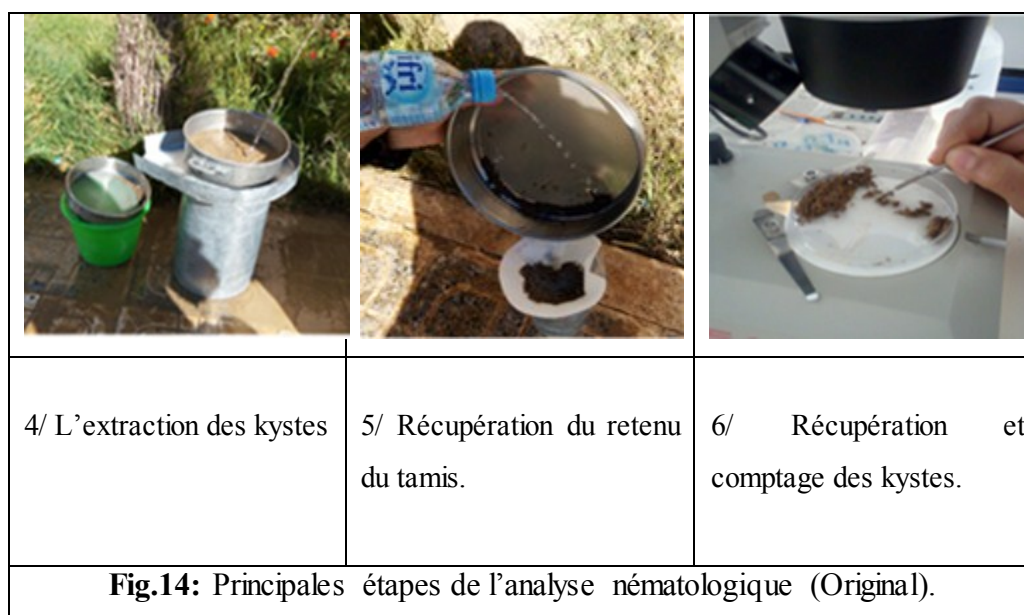 ifri
4/ L’extraction des kystes
5/ Récupération du retenu
du tamis.
6/ Récupération et
comptage des kystes.
Fig.14: Principales étapes de l’analyse nématologique (Original).